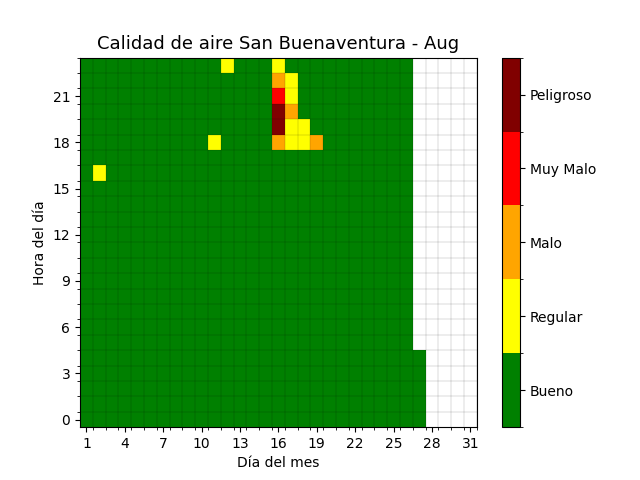 Calidad de aire San Buenaventura - Aug
21
18
15
12
9
6
3
0
Hora del día
1 4 7 10 13 16 19 22 25 28 31
Día del mes
Peligroso
Muy Malo
Malo
Regular
Bueno